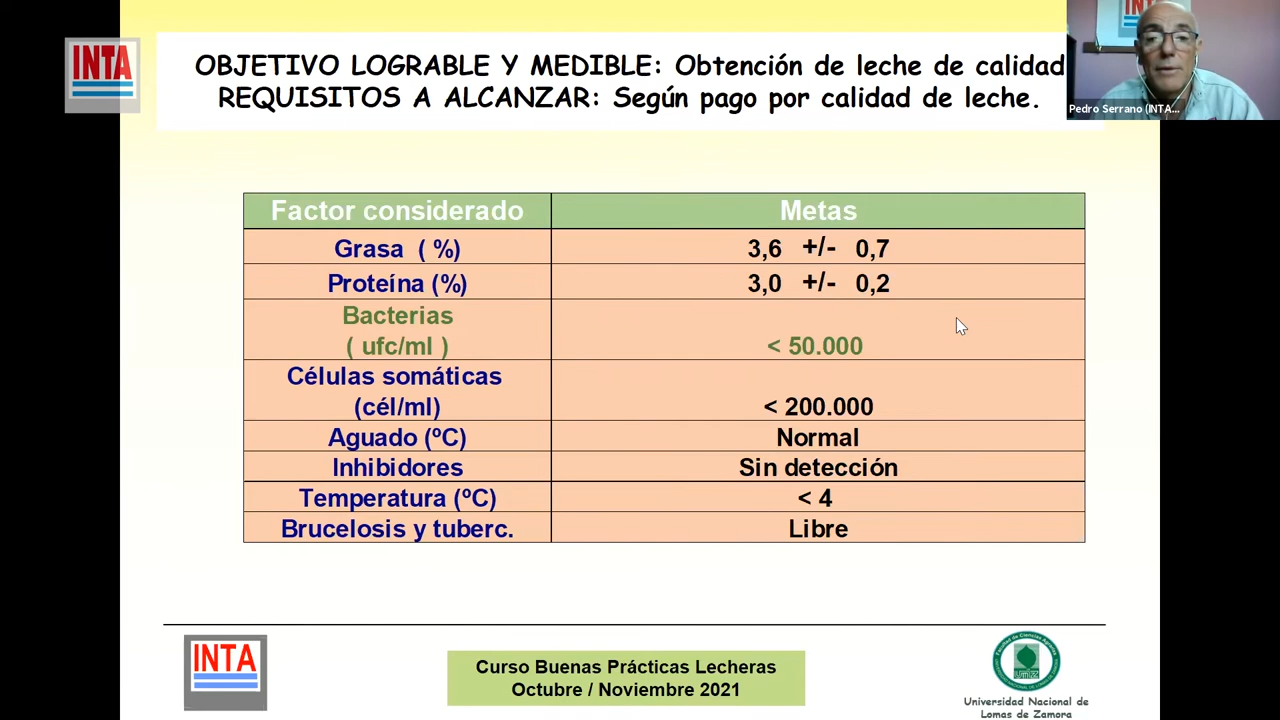 INTA
OBJETIVO LOGRABLE Y MEDIBLE: Obtención de leche de calidad
REQUISITOS A ALCANZAR: Según pago por calidad de leche.
INTA
Pedro Serrano (INTA...
Factor considerado Metas
Grasa ( %) 3,6 +/- 0,7
Proteína (%) 3,0 +/- 0,2
Bacterias
( ufc/ml ) < 50.000
Células somáticas
(cél/ml) < 200.000
Aguado (ºC) Normal
Inhibidores Sin detección
Temperatura (ºC) < 4
Brucelosis y tuberc. Libre
INTA
Curso Buenas Prácticas Lecheras
Octubre / Noviembre 2021
Universidad Nacional de
Lomas de Zamora